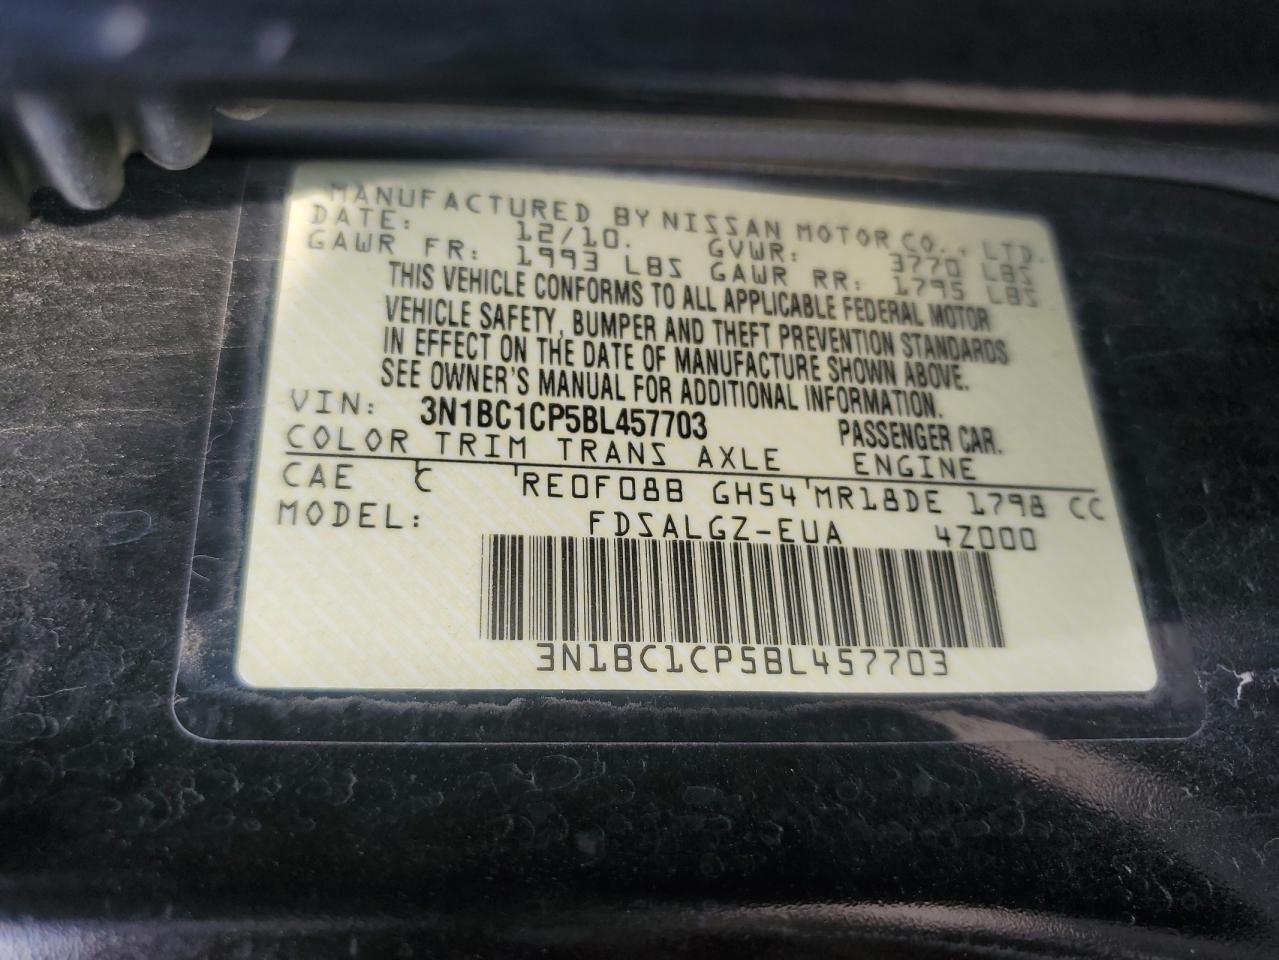 MANUFACTURED BY NISSAN MOTOR CO., LTD.
DATE: 12/10. GVWR: 3770 LBS
GAWR FR: 1993 LBS GAWR RR: 1795 LBS
THIS VEHICLE CONFORMS TO ALL APPLICABLE FEDERAL MOTOR
VEHICLE SAFETY, BUMPER AND THEFT PREVENTION STANDARDS
IN EFFECT ON THE DATE OF MANUFACTURE SHOWN ABOVE.
SEE OWNER'S MANUAL FOR ADDITIONAL INFORMATION.
VIN: 3N1BC1CP5BL457703 PASSENGER CAR.
COLOR TRIM TRANS AXLE ENGINE
CAE C RE0F08B GH54 MR18DE 1798 CC
MODEL: FDSALGZ-EUA 4Z000
3N1BC1CP5BL457703